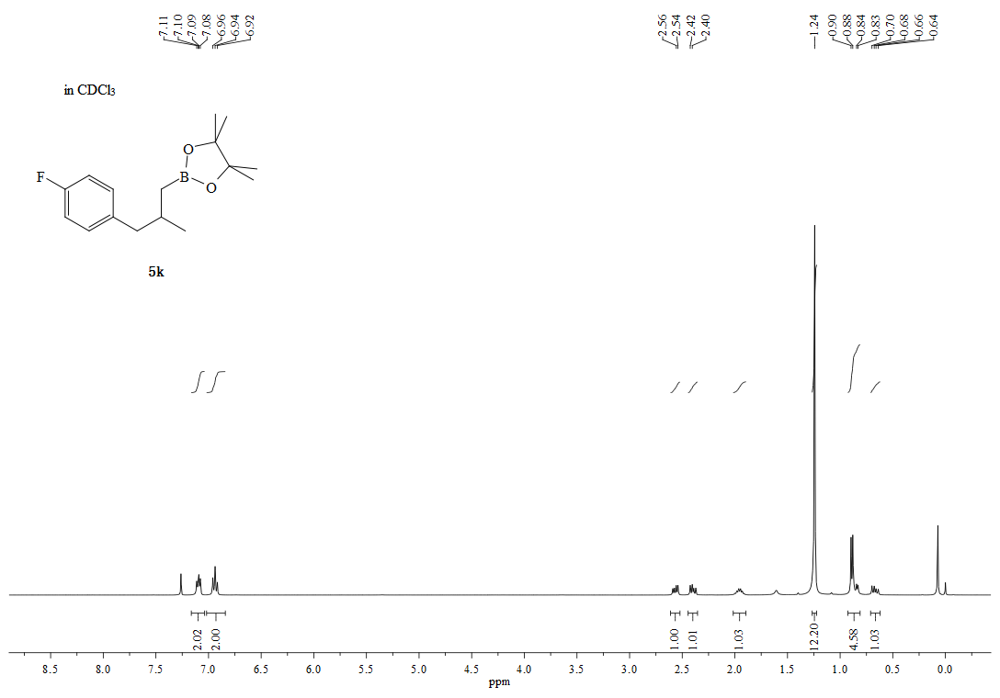 7.11 7.10 7.09 7.08 6.96 6.94 6.92 2.56 2.54 2.42 2.40 1.24 0.90 0.88 0.84 0.83 0.70 0.68 0.66 0.64
in CDCl₃
O
F
B
O
5k
2.02 2.00 1.00 1.01 1.03 12.20 4.58 1.03
8.5 8.0 7.5 7.0 6.5 6.0 5.5 5.0 4.5 4.0 3.5 3.0 2.5 2.0 1.5 1.0 0.5 0.0
ppm